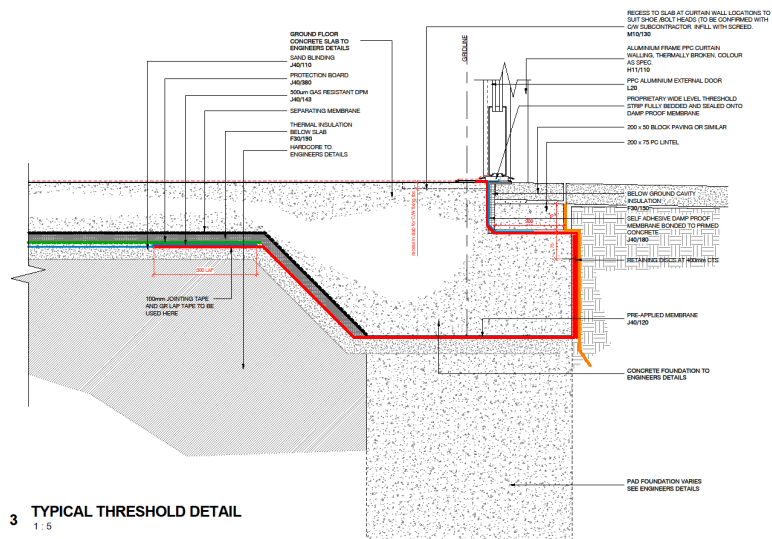 GROUND FLOOR
CONCRETE SLAB TO
ENGINEERS DETAILS
SAND BLINDING
J40/110
PROTECTION BOARD
J40/380
500um GAS RESISTANT DPM
J40/143
SEPARATING MEMBRANE
THERMAL INSULATION
BELOW SLAB
F30/150
HARDCORE TO
ENGINEERS DETAILS
GRIDLINE
RECESS TO SLAB AT CURTAIN WALL LOCATIONS TO
SUIT SHOE /BOLT HEADS (TO BE CONFIRMED WITH
C/W SUBCONTRACTOR. INFILL WITH SCREED.
M10/130
ALUMINIUM FRAME PPC CURTAIN
WALLING, THERMALLY BROKEN, COLOUR
AS SPEC.
H11/110
PPC ALUMINIUM EXTERNAL DOOR
L20
PROPRIETARY WIDE LEVEL THRESHOLD
STRIP FULLY BEDDED AND SEALED ONTO
DAMP PROOF MEMBRANE
200 x 50 BLOCK PAVING OR SIMILAR
200 x 75 PC LINTEL
BELOW GROUND CAVITY
INSULATION
F30/150
SELF ADHESIVE DAMP PROOF
MEMBRANE BONDED TO PRIMED
CONCRETE
J40/180
RETAINING DISCS AT 400mm CTS
PRE-APPLIED MEMBRANE
J40/120
CONCRETE FOUNDATION TO
ENGINEERS DETAILS
PAD FOUNDATION VARIES
SEE ENGINEERS DETAILS
300 LAP
100mm JOINTING TAPE
AND GR LAP TAPE TO BE
USED HERE
3 TYPICAL THRESHOLD DETAIL
1 : 5